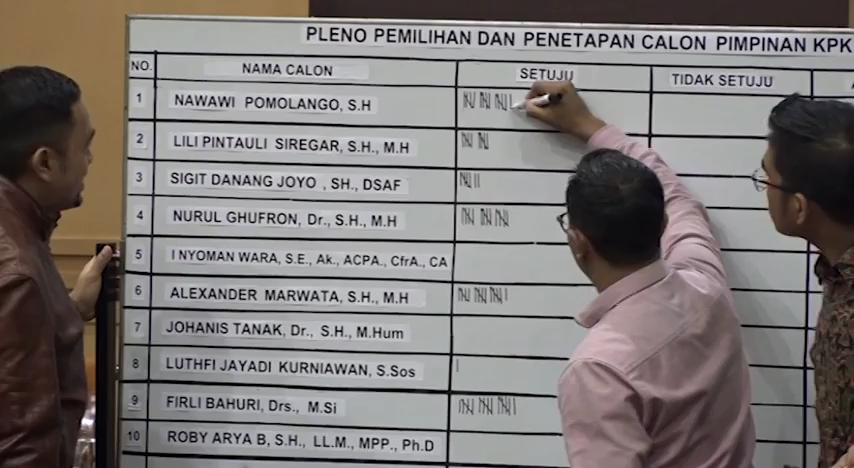 PLENO PEMILIHAN DAN PENETAPAN CALON PIMPINAN KPK
NO. NAMA CALON SETUJU TIDAK SETUJU
1 NAWAWI POMOLANGO, S.H
2 LILI PINTAULI SIREGAR, S.H., M.H
3 SIGIT DANANG JOYO , SH., DSAF
4 NURUL GHUFRON, Dr., S.H., M.H
5 I NYOMAN WARA, S.E., Ak., ACPA., CfrA., CA
6 ALEXANDER MARWATA, S.H., M.H
7 JOHANIS TANAK, Dr., S.H., M.Hum
8 LUTHFI JAYADI KURNIAWAN, S.Sos
9 FIRLI BAHURI, Drs., M.Si
10 ROBY ARYA B, S.H., LL.M., MPP., Ph.D